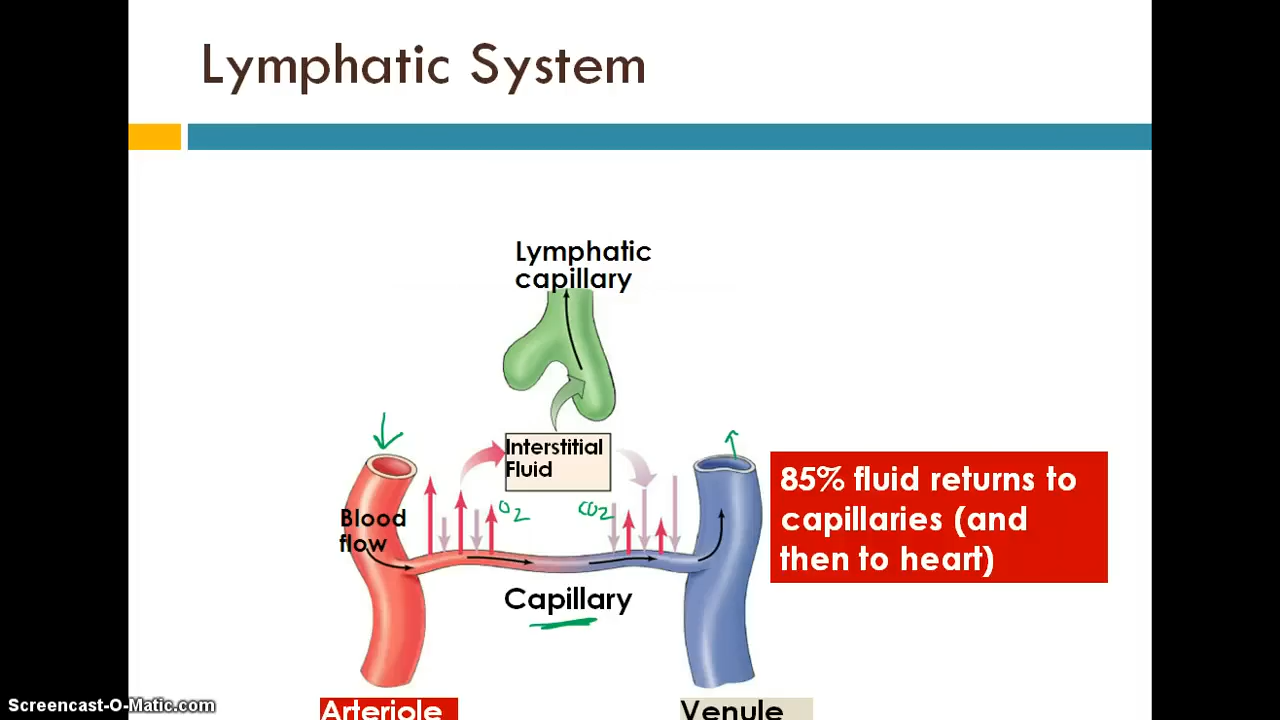 Lymphatic System
Lymphatic
capillary
Interstitial
Fluid
O2
CO2
Blood
flow
85% fluid returns to
capillaries (and
then to heart)
Capillary
Arteriole
Venule
Screencast-O-Matic.com